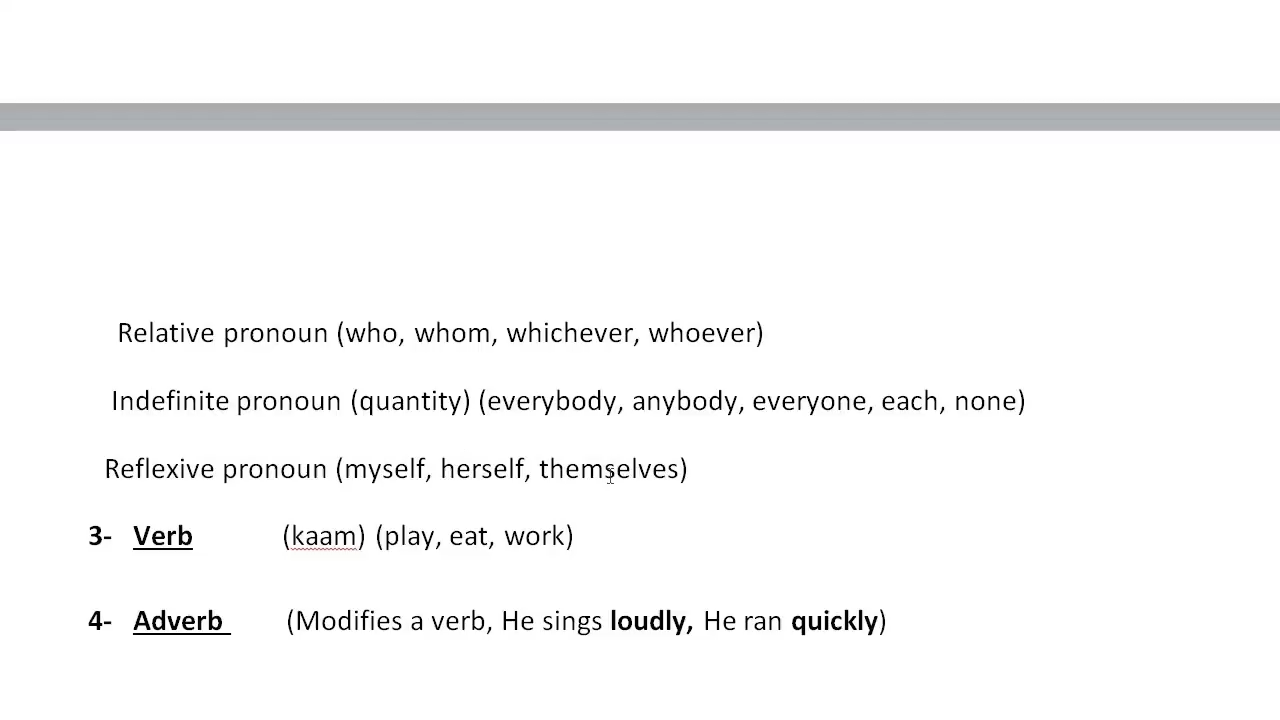 Relative pronoun (who, whom, whichever, whoever)
Indefinite pronoun (quantity) (everybody, anybody, everyone, each, none)
Reflexive pronoun (myself, herself, themselves)
3- Verb (kaam) (play, eat, work)
4- Adverb (Modifies a verb, He sings loudly, He ran quickly)